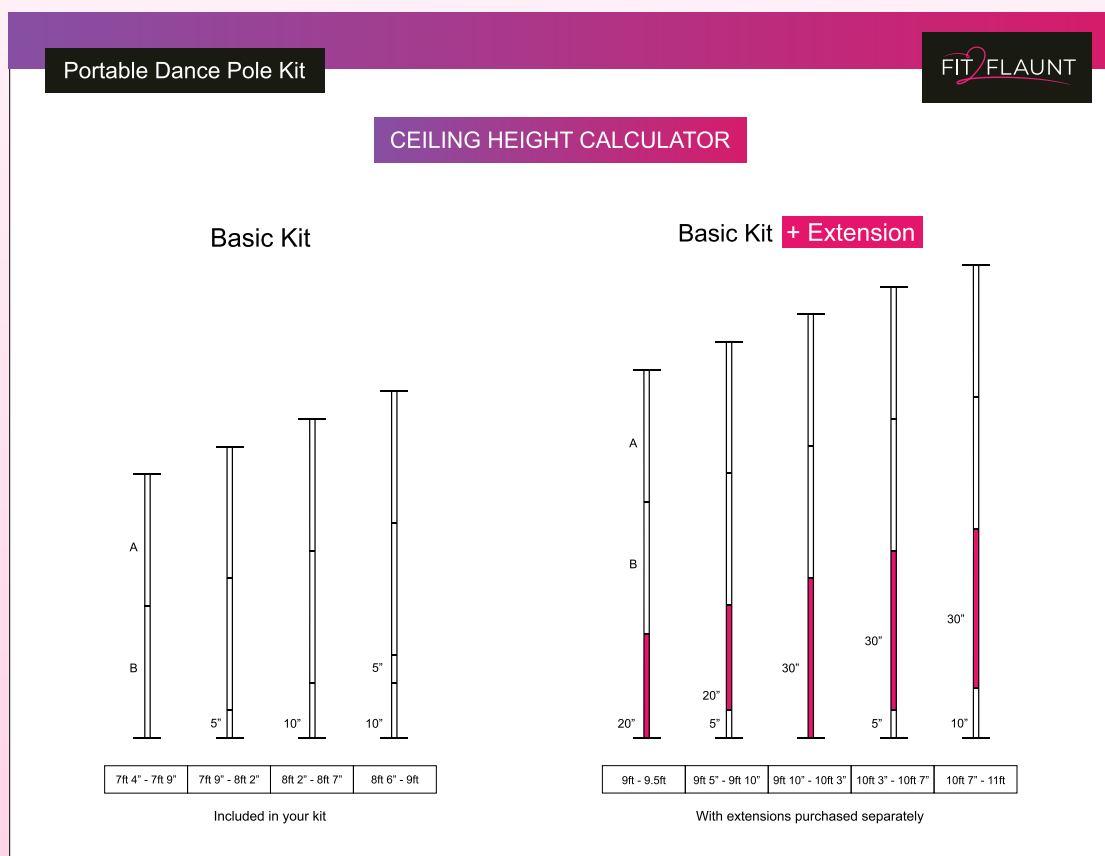 Portable Dance Pole Kit
FIT2FLAUNT
CEILING HEIGHT CALCULATOR
Basic Kit
A
B
5”
10”
5”
10”
7ft 4” - 7ft 9”
7ft 9” - 8ft 2”
8ft 2” - 8ft 7”
8ft 6” - 9ft
Included in your kit
Basic Kit + Extension
A
B
20”
20”
5”
30”
30”
5”
30”
10”
9ft - 9.5ft
9ft 5” - 9ft 10”
9ft 10” - 10ft 3”
10ft 3” - 10ft 7”
10ft 7” - 11ft
With extensions purchased separately